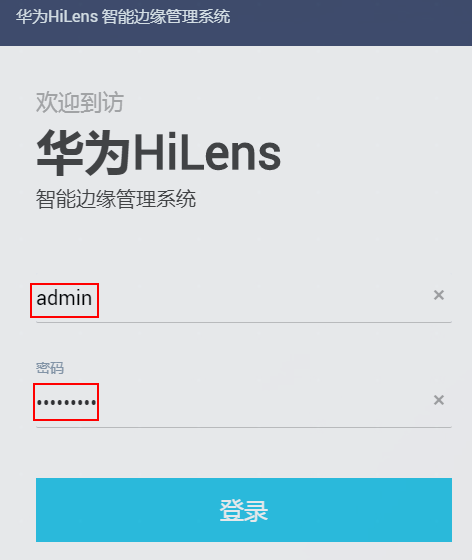 华为HiLens 智能边缘管理系统
欢迎到访
华为HiLens
智能边缘管理系统
admin
密码
•••••••••
登录